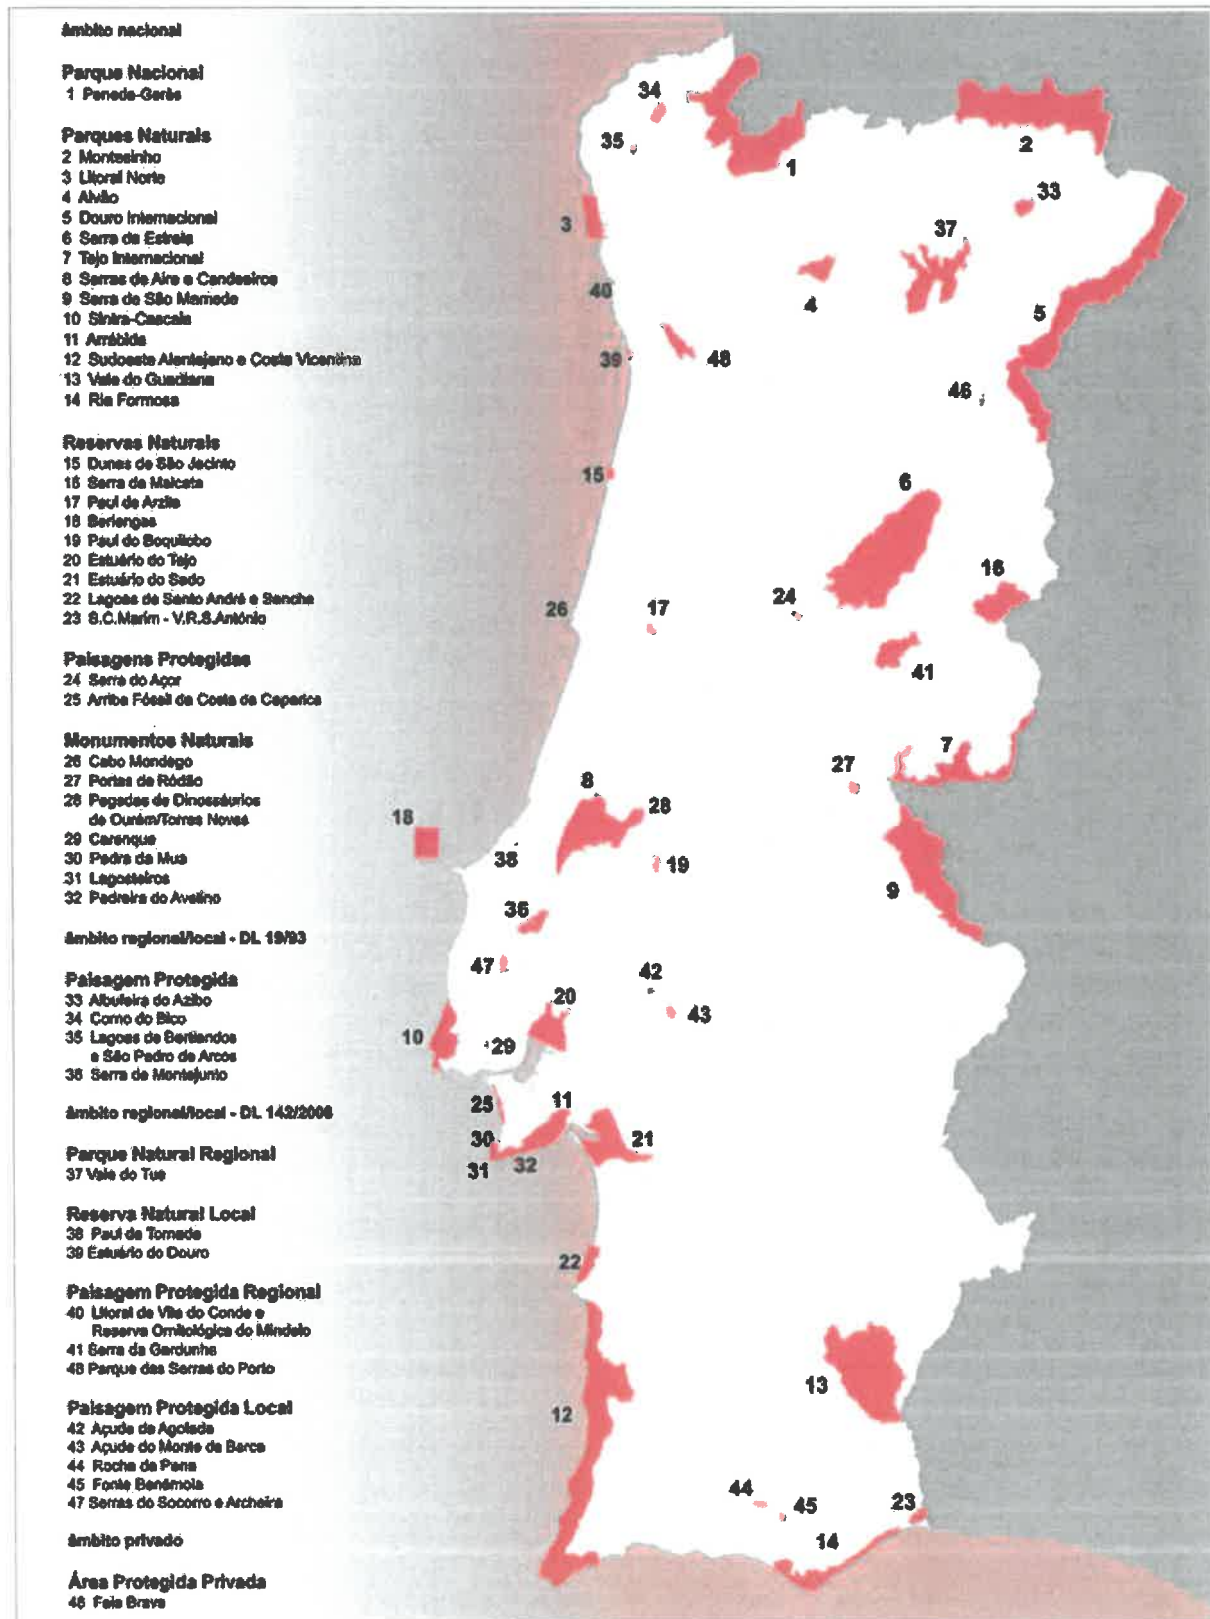 âmbito nacional
Parque Nacional
1 Peneda-Gerês
Parques Naturais
2 Montesinho
3 Litoral Norte
4 Alvão
5 Douro Internacional
6 Serra da Estrela
7 Tejo Internacional
8 Serras de Aire e Candeeiros
9 Serra de São Mamede
10 Sintra-Cascais
11 Arrábida
12 Sudoeste Alentejano e Costa Vicentina
13 Vale do Guadiana
14 Ria Formosa
Reservas Naturais
15 Dunas de São Jacinto
16 Serra da Malcata
17 Paul de Arzila
18 Berlengas
19 Paul do Boquilobo
20 Estuário do Tejo
21 Estuário do Sado
22 Lagoas de Santo André e Sancha
23 S.C.Marim - V.R.S.António
Paisagens Protegidas
24 Serra do Açor
25 Arriba Fóssil da Costa da Caparica
Monumentos Naturais
26 Cabo Mondego
27 Portas de Ródão
28 Pegadas de Dinossáurios
de Ourém/Torres Novas
29 Carenque
30 Pedra da Mua
31 Lagosteiros
32 Pedreira do Avelino
âmbito regional/local - DL 19/93
Paisagem Protegida
33 Albufeira do Azibo
34 Corno do Bico
35 Lagoas de Bertiandos
e São Pedro de Arcos
36 Serra de Montejunto
âmbito regional/local - DL 142/2008
Parque Natural Regional
37 Vale do Tua
Reserva Natural Local
38 Paul de Tornada
39 Estuário do Douro
Paisagem Protegida Regional
40 Litoral de Vila do Conde e
Reserva Ornitológica do Mindelo
41 Serra da Gardunha
48 Parque das Serras do Porto
Paisagem Protegida Local
42 Açude da Agolada
43 Açude do Monte da Barca
44 Rocha da Pena
45 Fonte Benémola
47 Serras do Socorro e Archeira
âmbito privado
Área Protegida Privada
46 Faia Brava
34
35
1
2
33
3
37
40
4
5
39
48
46
15
6
16
24
26
17
41
7
27
8
28
18
38
19
9
36
47
42
20
43
10
29
25
11
30
21
31
32
22
13
12
44
45
23
14